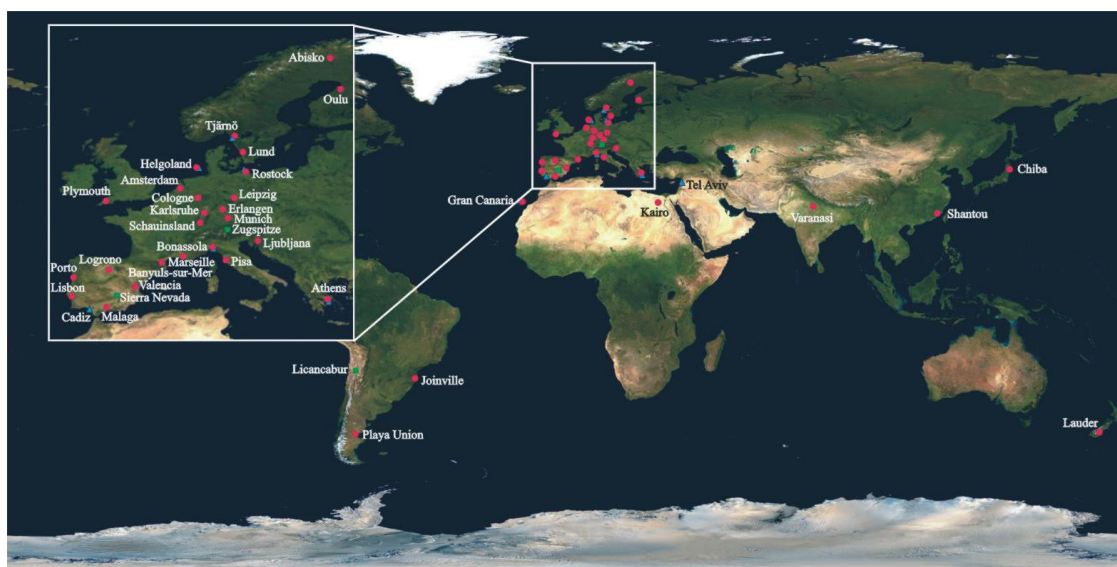 Abisko
Oulu
Tjärnö
Lund
Helgoland
Rostock
Amsterdam
Plymouth
Cologne
Leipzig
Karlsruhe
Erlangen
Munich
Schauinsland
Zugspitze
Ljubljana
Bonassola
Logrono
Marseille
Pisa
Porto
Banyuls-sur-Mer
Valencia
Lisbon
Sierra Nevada
Athens
Cadiz
Malaga
Gran Canaria
Tel Aviv
Kairo
Varanasi
Chiba
Shantou
Licancabur
Joinville
Playa Union
Lauder